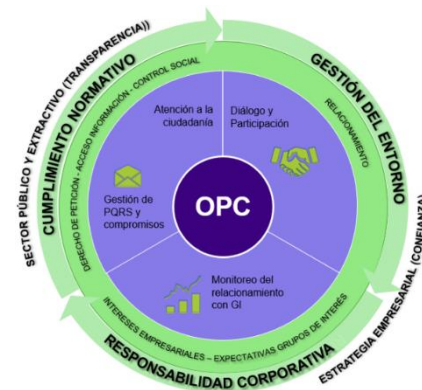 SECTOR PÚBLICO Y EXTRACTIVO (TRANSPARENCIA))
CUMPLIMIENTO NORMATIVO
DERECHO DE PETICIÓN - ACCESO INFORMACIÓN - CONTROL SOCIAL
GESTIÓN DEL ENTORNO
RELACIONAMIENTO
Atención a la
ciudadanía
Diálogo y
Participación
OPC
Gestión de
PQRS y
compromisos
Monitoreo del
relacionamiento
con GI
INTERESES EMPRESARIALES – EXPECTATIVAS GRUPOS DE INTERÉS
RESPONSABILIDAD CORPORATIVA
ESTRATEGIA EMPRESARIAL (CONFIANZA)